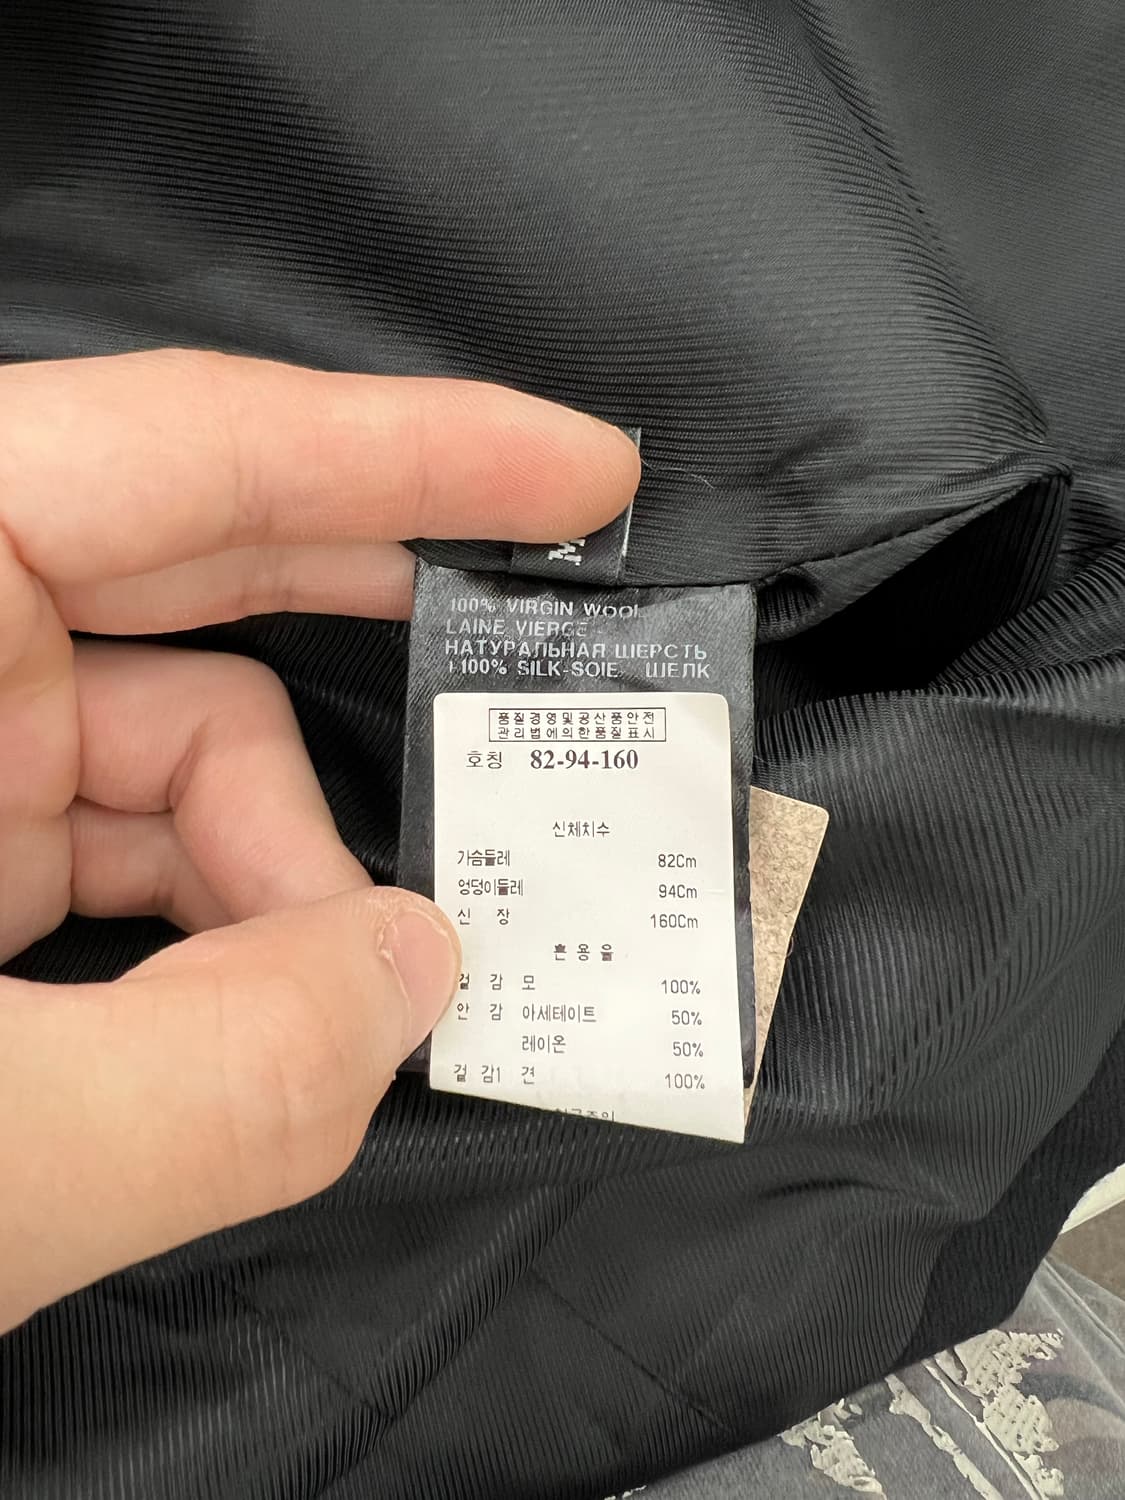 100% VIRGIN WOOL
LAINE VIERGE
НАТУРАЛЬНАЯ ШЕРСТЬ
100% SILK-SOIE ШЕЛК
품질경영및공산품안전
관리법에의한품질표시
호칭 82-94-160
신체치수
가슴둘레 82Cm
엉덩이둘레 94Cm
신 장 160Cm
혼 용 율
겉 감 모 100%
안 감 아세테이트 50%
레이온 50%
겉 감1 견 100%